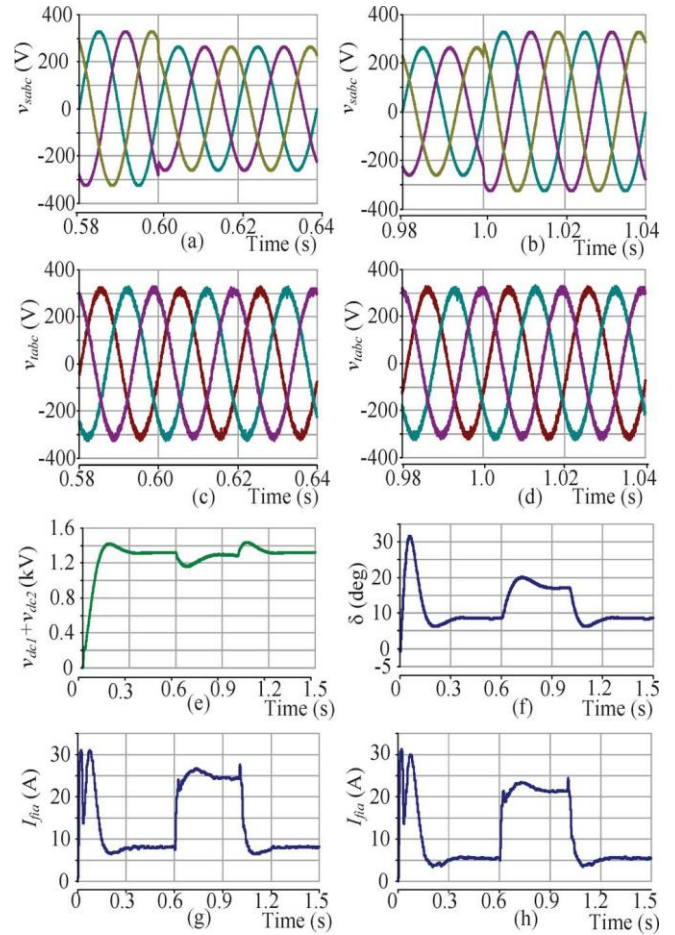 400
200
0
-200
-400
v_sabc (V)
0.58 0.60 0.62 0.64
Time (s)
(a)
400
200
0
-200
-400
v_sabc (V)
0.98 1.0 1.02 1.04
Time (s)
(b)
400
200
0
-200
-400
v_tabc (V)
0.58 0.60 0.62 0.64
Time (s)
(c)
400
200
0
-200
-400
v_tabc (V)
0.98 1.0 1.02 1.04
Time (s)
(d)
1.6
1.2
0.8
0.4
0
v_dc1+v_dc2 (kV)
0 0.3 0.6 0.9 1.2 1.5
Time (s)
(e)
30
20
10
0
-5
δ (deg)
0 0.3 0.6 0.9 1.2 1.5
Time (s)
(f)
30
20
10
0
I_fia (A)
0 0.3 0.6 0.9 1.2 1.5
Time (s)
(g)
30
20
10
0
I_fia (A)
0 0.3 0.6 0.9 1.2 1.5
Time (s)
(h)